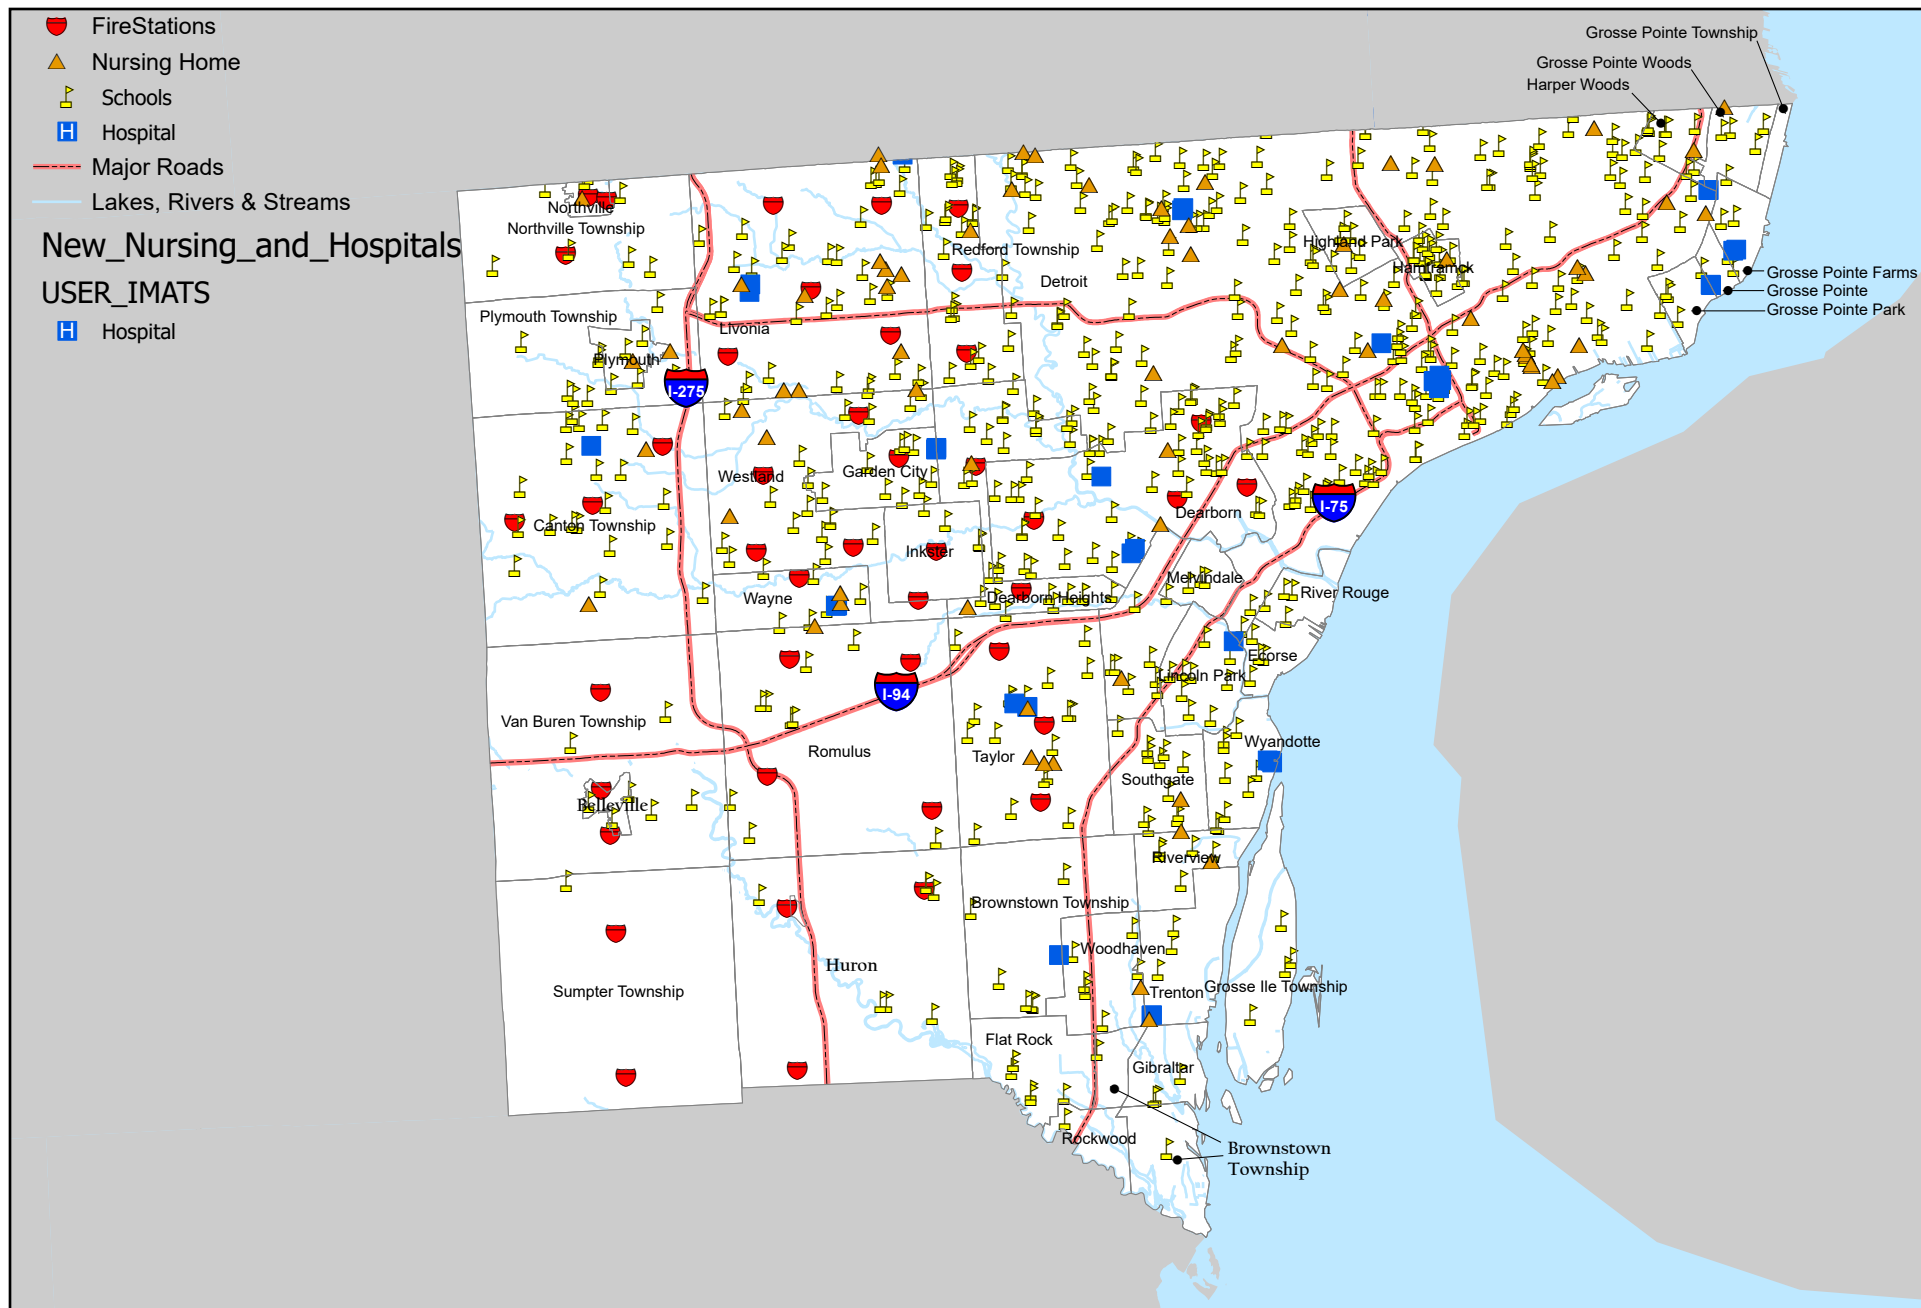 FireStations
Nursing Home
Schools
H Hospital
Major Roads
Lakes, Rivers & Streams
New_Nursing_and_Hospitals
USER_IMATS
H Hospital
Grosse Pointe Township
Grosse Pointe Woods
Harper Woods
Northville
Northville Township
Redford Township
Highland Park
Hamtramck
Detroit
Grosse Pointe Farms
Grosse Pointe
Grosse Pointe Park
Plymouth Township
Livonia
Plymouth
I-275
Westland
Garden City
I-75
Canton Township
Dearborn
Inkster
Melvindale
River Rouge
Wayne
Dearborn Heights
Ecorse
Lincoln Park
I-94
Van Buren Township
Romulus
Taylor
Wyandotte
Southgate
Belleville
Riverview
Brownstown Township
Woodhaven
Huron
Sumpter Township
Trenton
Grosse Ile Township
Flat Rock
Gibraltar
Rockwood
Brownstown
Township